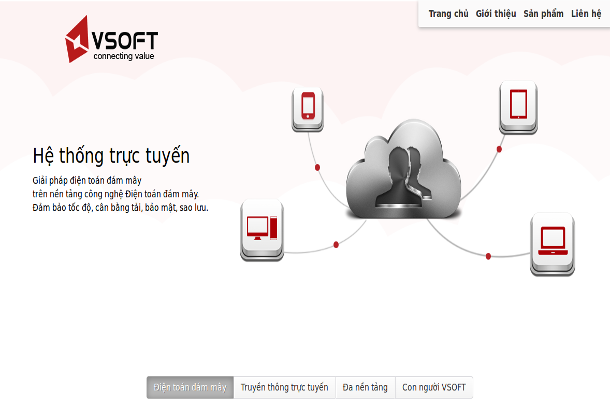 VSOFT
connecting value
Trang chủ Giới thiệu Sản phẩm Liên hệ
Hệ thống trực tuyến
Giải pháp điện toán đám mây
trên nền tảng công nghệ Điện toán đám mây.
Đảm bảo tốc độ, cân bằng tải, bảo mật, sao lưu.
Điện toán đám mây Truyền thông trực tuyến Đa nền tảng Con người VSOFT